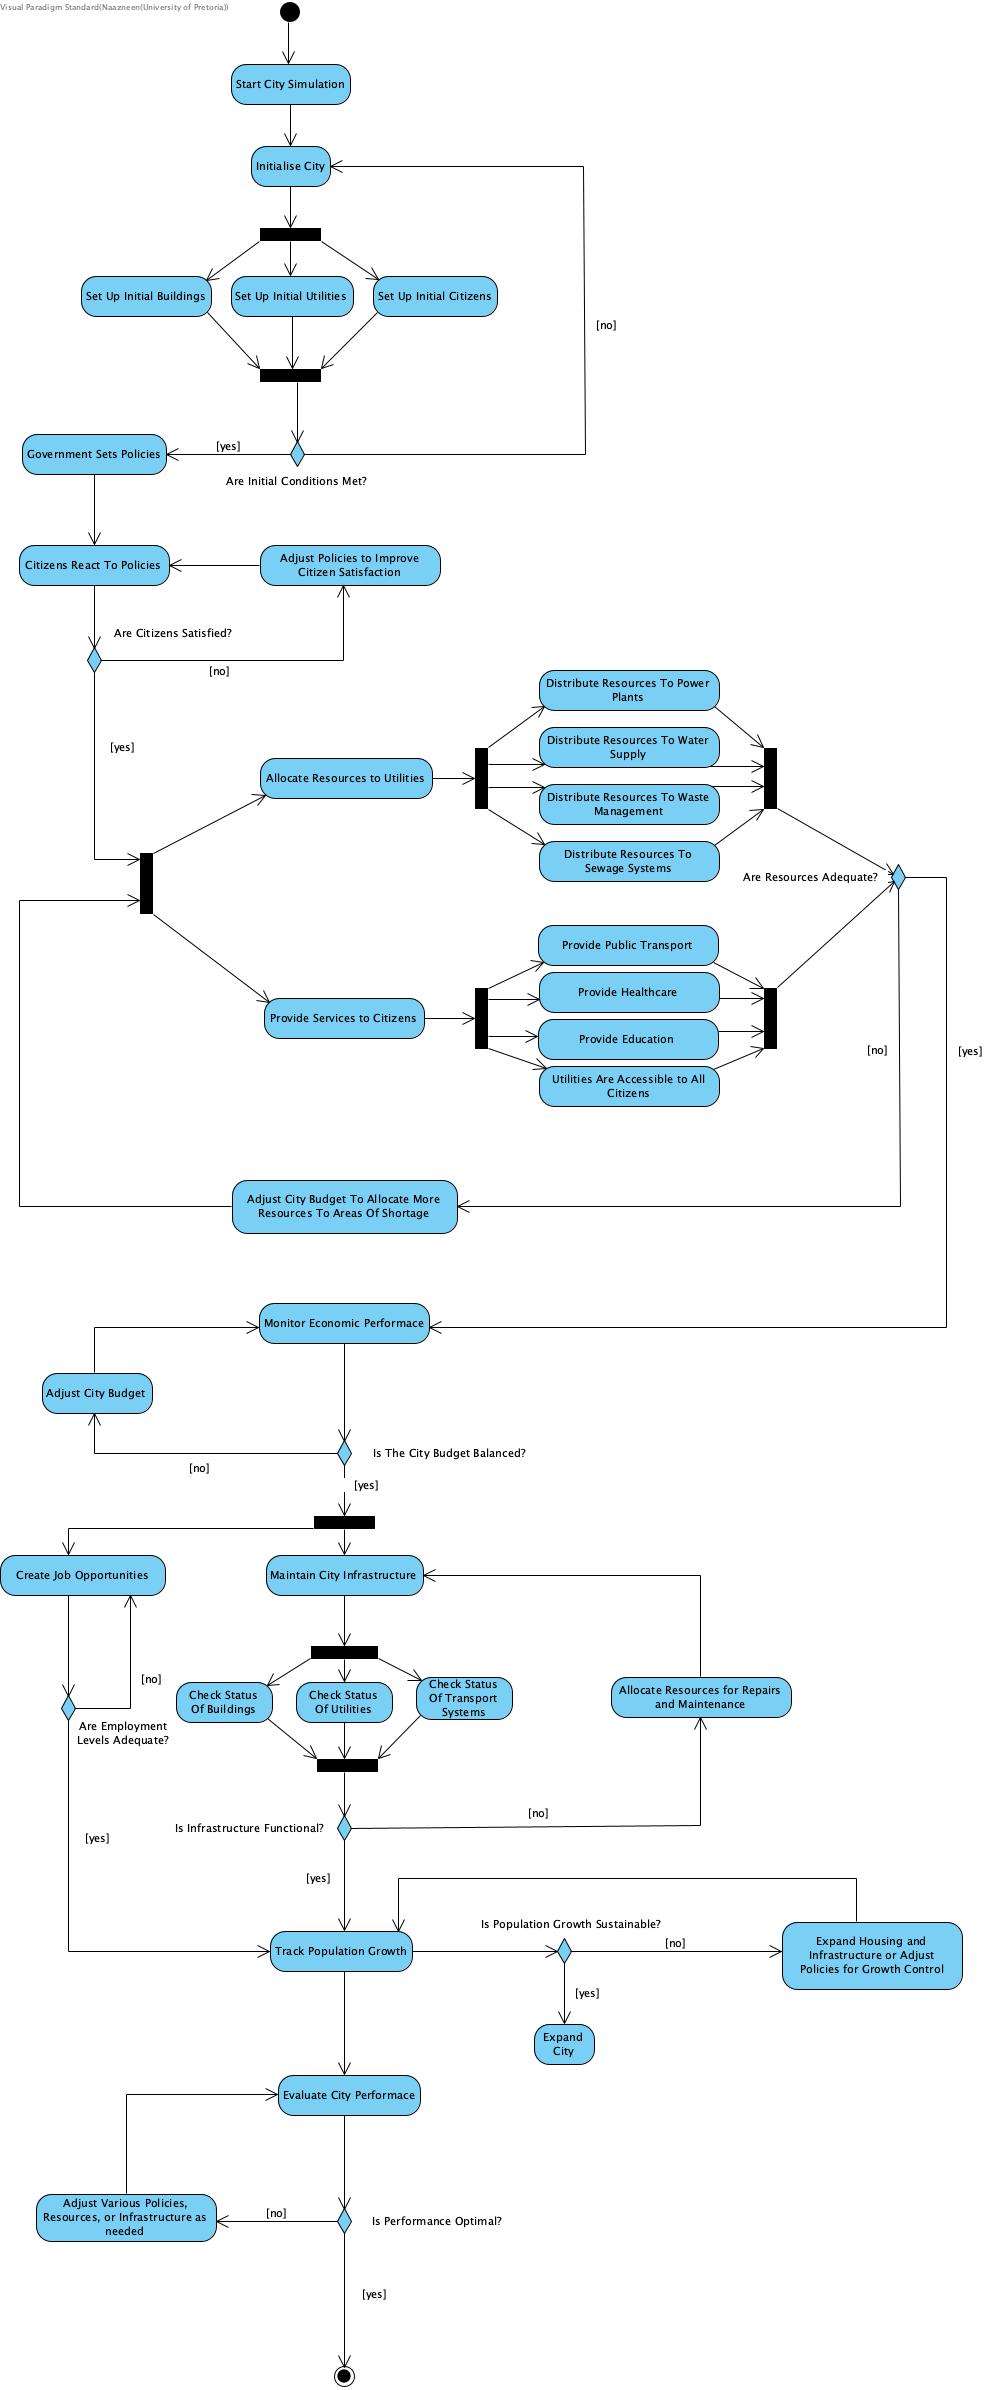 Visual Paradigm Standard(Naazneen(University of Pretoria))
Start City Simulation
Initialise City
Set Up Initial Buildings
Set Up Initial Utilities
Set Up Initial Citizens
[no]
Government Sets Policies
[yes]
Are Initial Conditions Met?
Citizens React To Policies
Adjust Policies to Improve
Citizen Satisfaction
Are Citizens Satisfied?
[no]
[yes]
Distribute Resources To Power
Plants
Distribute Resources To Water
Supply
Allocate Resources to Utilities
Distribute Resources To Waste
Management
Distribute Resources To
Sewage Systems
Are Resources Adequate?
Provide Public Transport
Provide Healthcare
Provide Services to Citizens
Provide Education
[no]
[yes]
Utilities Are Accessible to All
Citizens
Adjust City Budget To Allocate More
Resources To Areas Of Shortage
Monitor Economic Performace
Adjust City Budget
Is The City Budget Balanced?
[no]
[yes]
Create Job Opportunities
Maintain City Infrastructure
[no]
Check Status
Of Buildings
Check Status
Of Utilities
Check Status
Of Transport
Systems
Allocate Resources for Repairs
and Maintenance
Are Employment
Levels Adequate?
[no]
Is Infrastructure Functional?
[yes]
[yes]
Is Population Growth Sustainable?
Track Population Growth
[no]
Expand Housing and
Infrastructure or Adjust
Policies for Growth Control
[yes]
Expand
City
Evaluate City Performace
Adjust Various Policies,
Resources, or Infrastructure as
needed
[no]
Is Performance Optimal?
[yes]